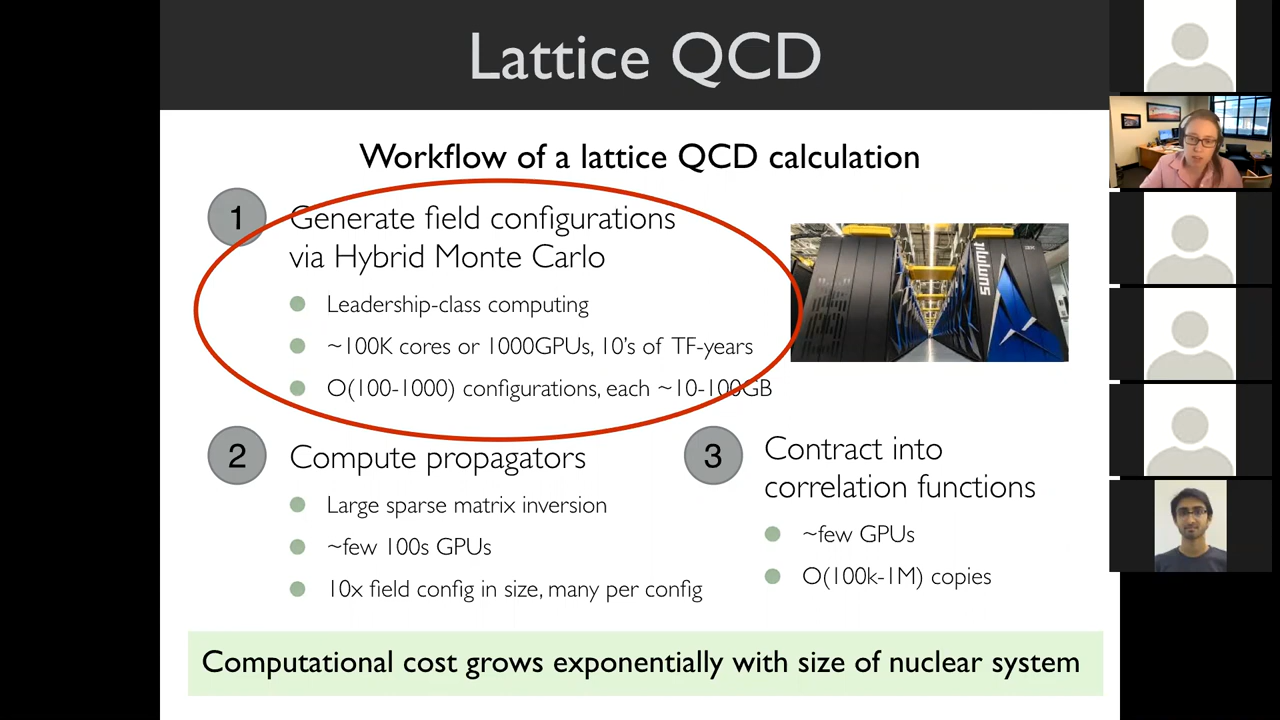 Lattice QCD
Workflow of a lattice QCD calculation
1
Generate field configurations
via Hybrid Monte Carlo
Leadership-class computing
~100K cores or 1000GPUs, 10's of TF-years
O(100-1000) configurations, each ~10-100GB
summit
IBM
2
Compute propagators
Large sparse matrix inversion
~few 100s GPUs
10x field config in size, many per config
3
Contract into
correlation functions
~few GPUs
O(100k-1M) copies
Computational cost grows exponentially with size of nuclear system